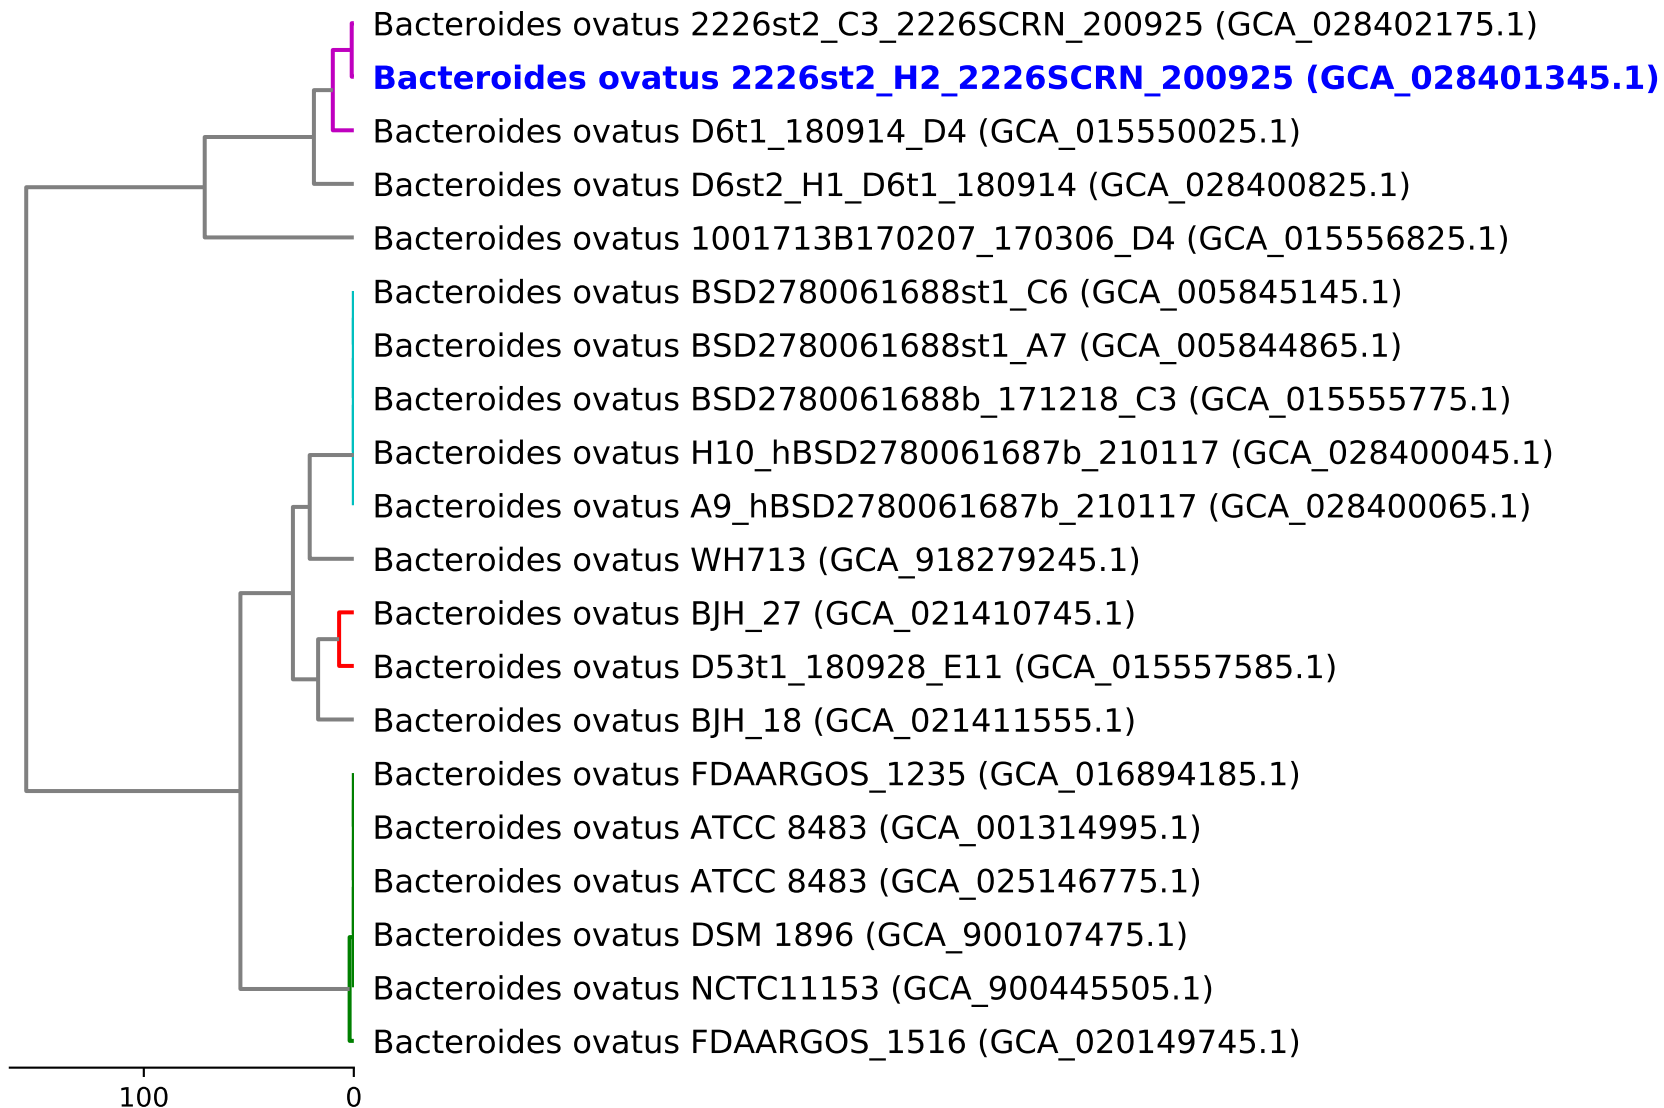 Bacteroides ovatus 2226st2_C3_2226SCRN_200925 (GCA_028402175.1)
Bacteroides ovatus 2226st2_H2_2226SCRN_200925 (GCA_028401345.1)
Bacteroides ovatus D6t1_180914_D4 (GCA_015550025.1)
Bacteroides ovatus D6st2_H1_D6t1_180914 (GCA_028400825.1)
Bacteroides ovatus 1001713B170207_170306_D4 (GCA_015556825.1)
Bacteroides ovatus BSD2780061688st1_C6 (GCA_005845145.1)
Bacteroides ovatus BSD2780061688st1_A7 (GCA_005844865.1)
Bacteroides ovatus BSD2780061688b_171218_C3 (GCA_015555775.1)
Bacteroides ovatus H10_hBSD2780061687b_210117 (GCA_028400045.1)
Bacteroides ovatus A9_hBSD2780061687b_210117 (GCA_028400065.1)
Bacteroides ovatus WH713 (GCA_918279245.1)
Bacteroides ovatus BJH_27 (GCA_021410745.1)
Bacteroides ovatus D53t1_180928_E11 (GCA_015557585.1)
Bacteroides ovatus BJH_18 (GCA_021411555.1)
Bacteroides ovatus FDAARGOS_1235 (GCA_016894185.1)
Bacteroides ovatus ATCC 8483 (GCA_001314995.1)
Bacteroides ovatus ATCC 8483 (GCA_025146775.1)
Bacteroides ovatus DSM 1896 (GCA_900107475.1)
Bacteroides ovatus NCTC11153 (GCA_900445505.1)
Bacteroides ovatus FDAARGOS_1516 (GCA_020149745.1)
100 0